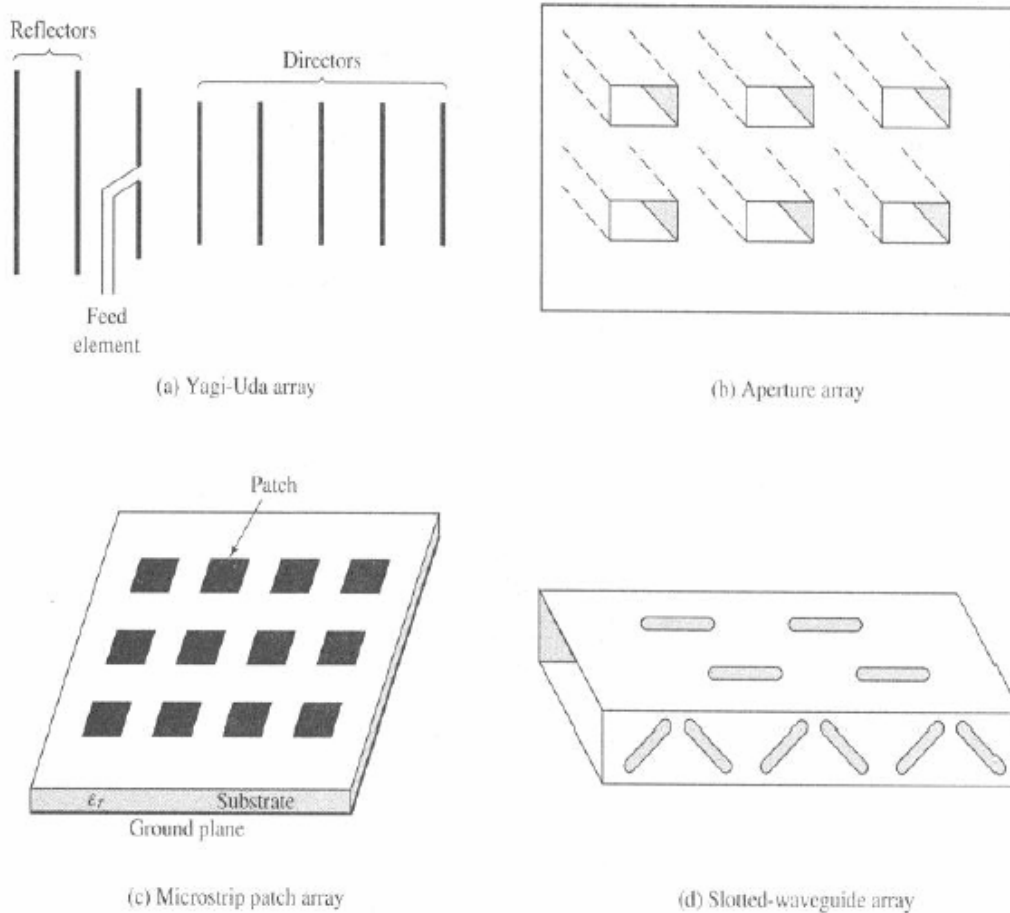 Reflectors
Directors
Feed
element
(a) Yagi-Uda array
(b) Aperture array
Patch
εr Substrate
Ground plane
(c) Microstrip patch array
(d) Slotted-waveguide array